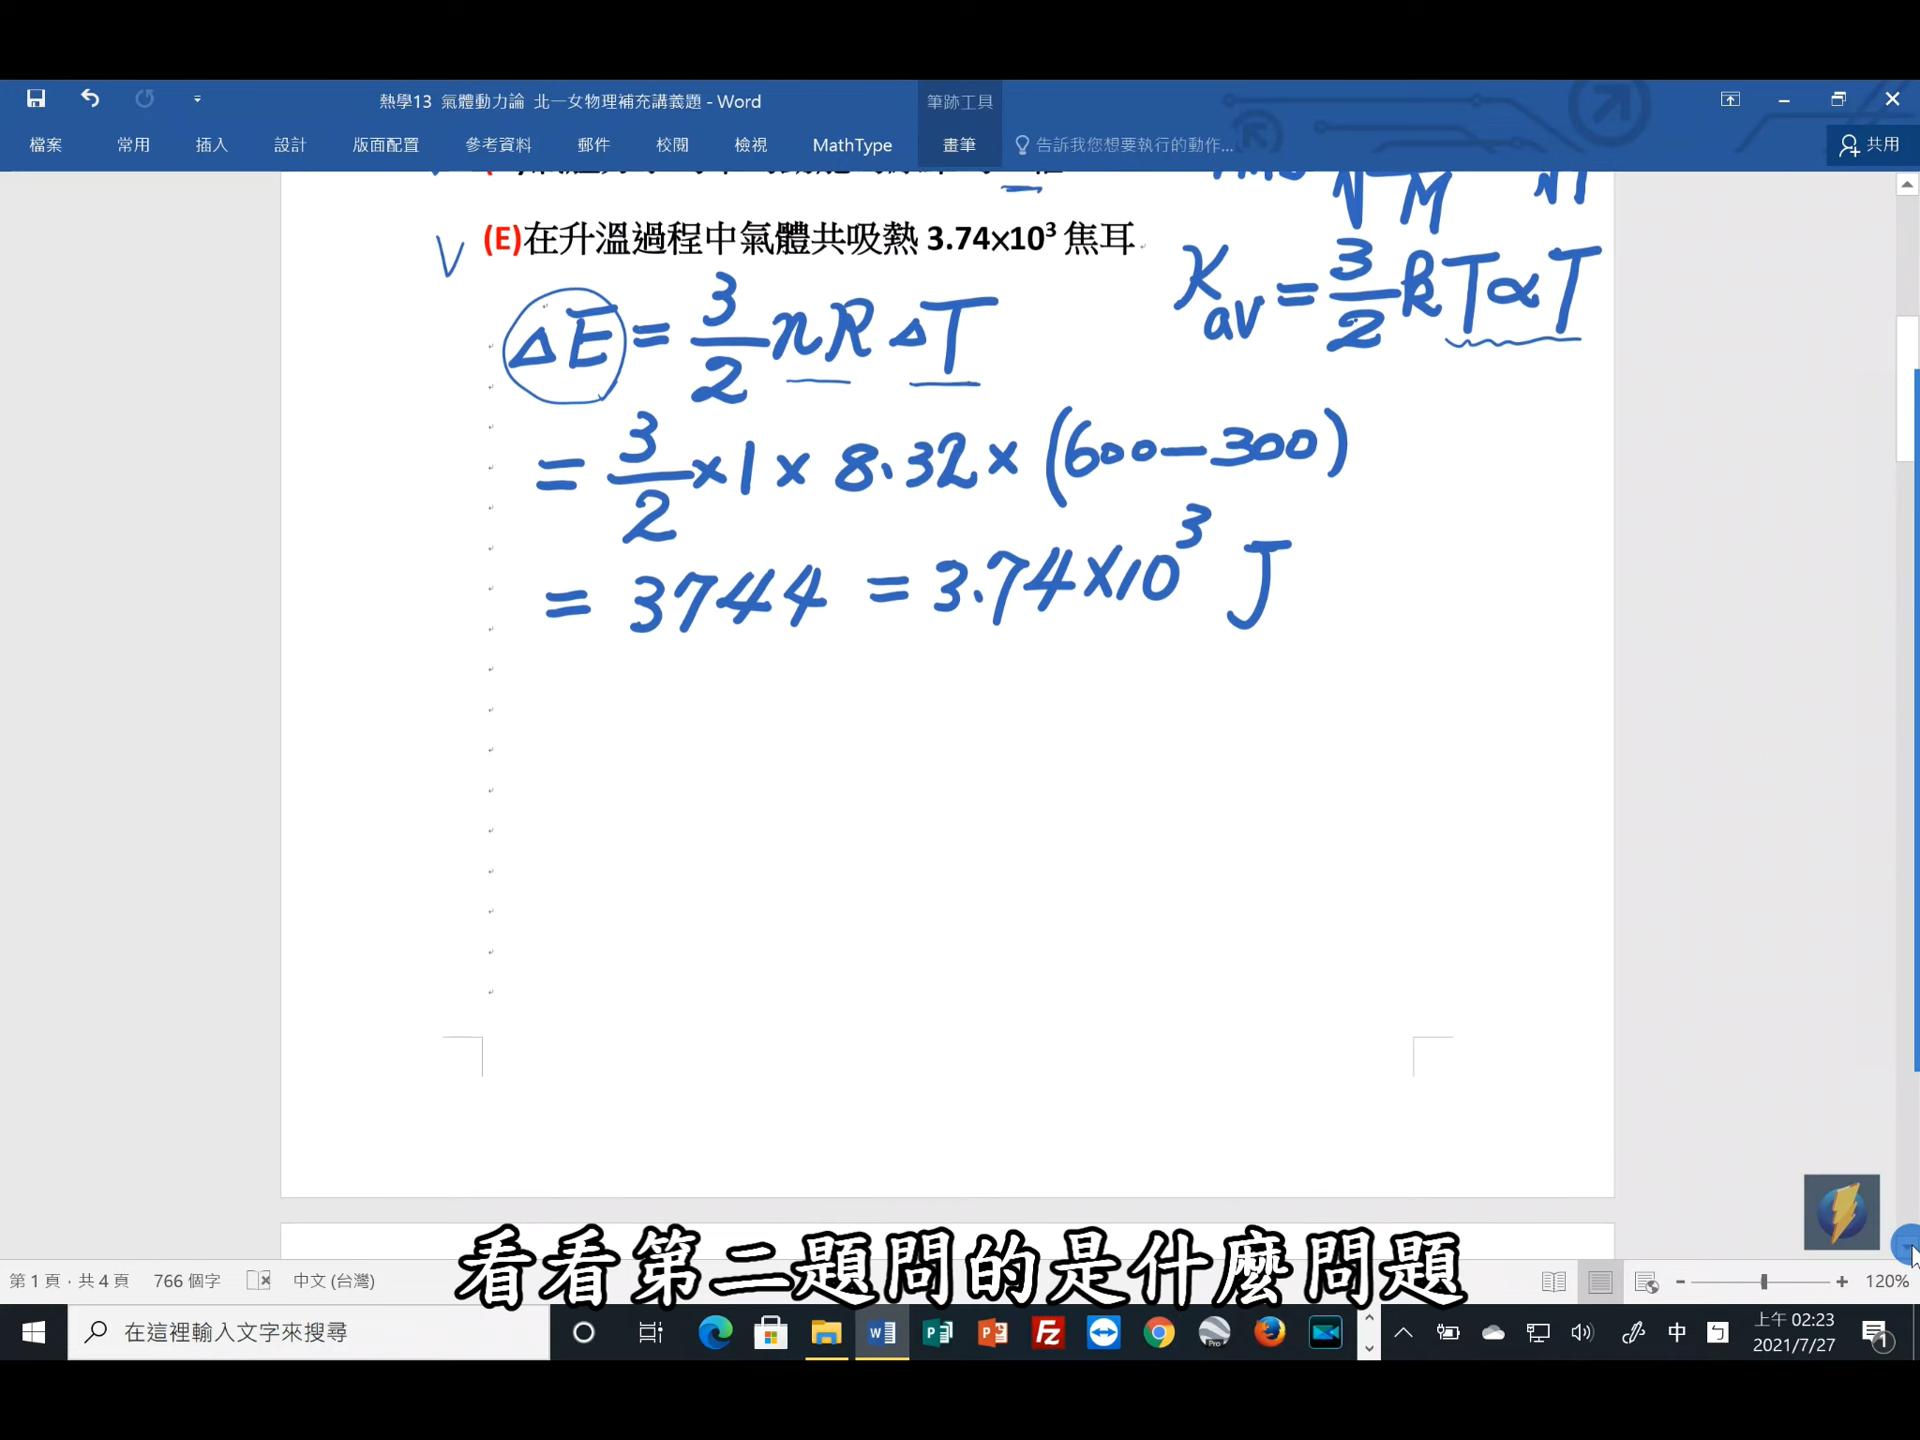 熱學13 氣體動力論 北一女物理補充講義題 - Word
筆跡工具
檔案 常用 插入 設計 版面配置 參考資料 郵件 校閱 檢視 MathType 畫筆 告訴我您想要執行的動作... 共用
√ M √T
(E)在升溫過程中氣體共吸熱 3.74×10³ 焦耳
V
K av = 3/2 kT ∝ T
ΔE = 3/2 nR ΔT
= 3/2 × 1 × 8.32 × (600-300)
= 3744 = 3.74×10³ J
看看第二題問的是什麼問題
第 1 頁，共 4 頁 766 個字 中文 (台灣) 120%
在這裡輸入文字來搜尋
中
上午 02:23
2021/7/27
1